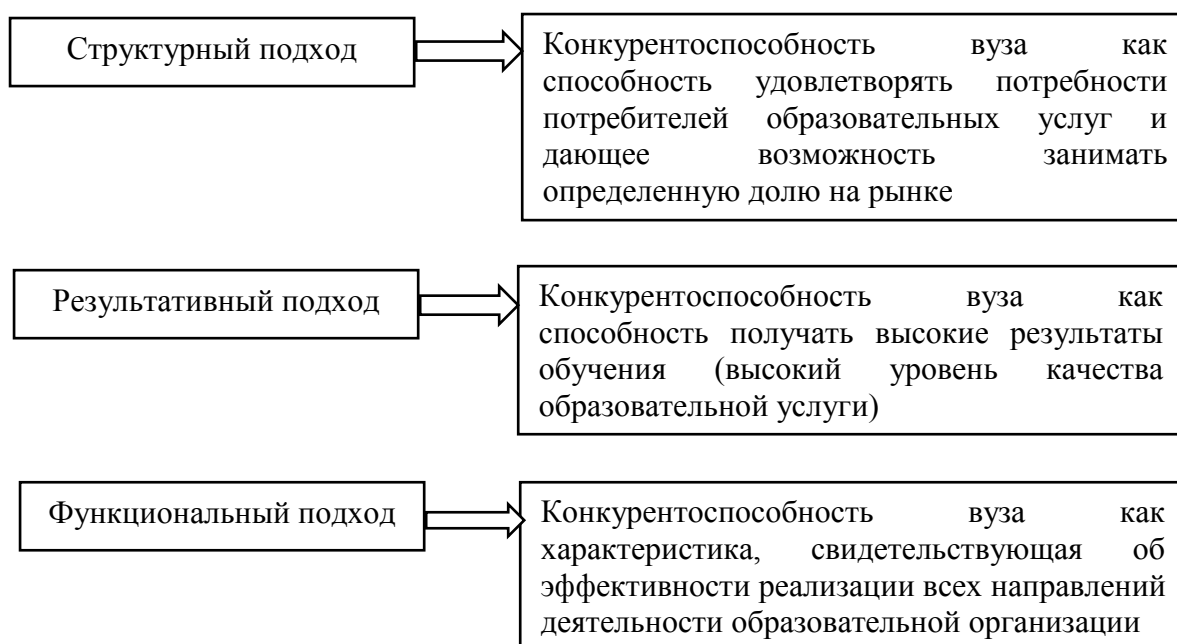 Структурный подход
Конкурентоспособность вуза как
способность удовлетворять потребности
потребителей образовательных услуг и
дающее возможность занимать
определенную долю на рынке
Результативный подход
Конкурентоспособность вуза как
способность получать высокие результаты
обучения (высокий уровень качества
образовательной услуги)
Функциональный подход
Конкурентоспособность вуза как
характеристика, свидетельствующая об
эффективности реализации всех направлений
деятельности образовательной организации